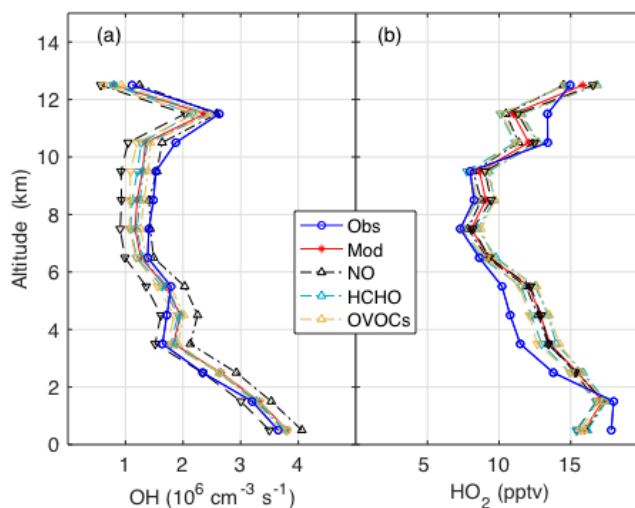 (a) (b)
14
12
10
8
6
4
2
0
Altitude (km)
Obs
Mod
NO
HCHO
OVOCs
1 2 3 4 5 10 15
OH (10⁶ cm⁻³ s⁻¹) HO₂ (pptv)